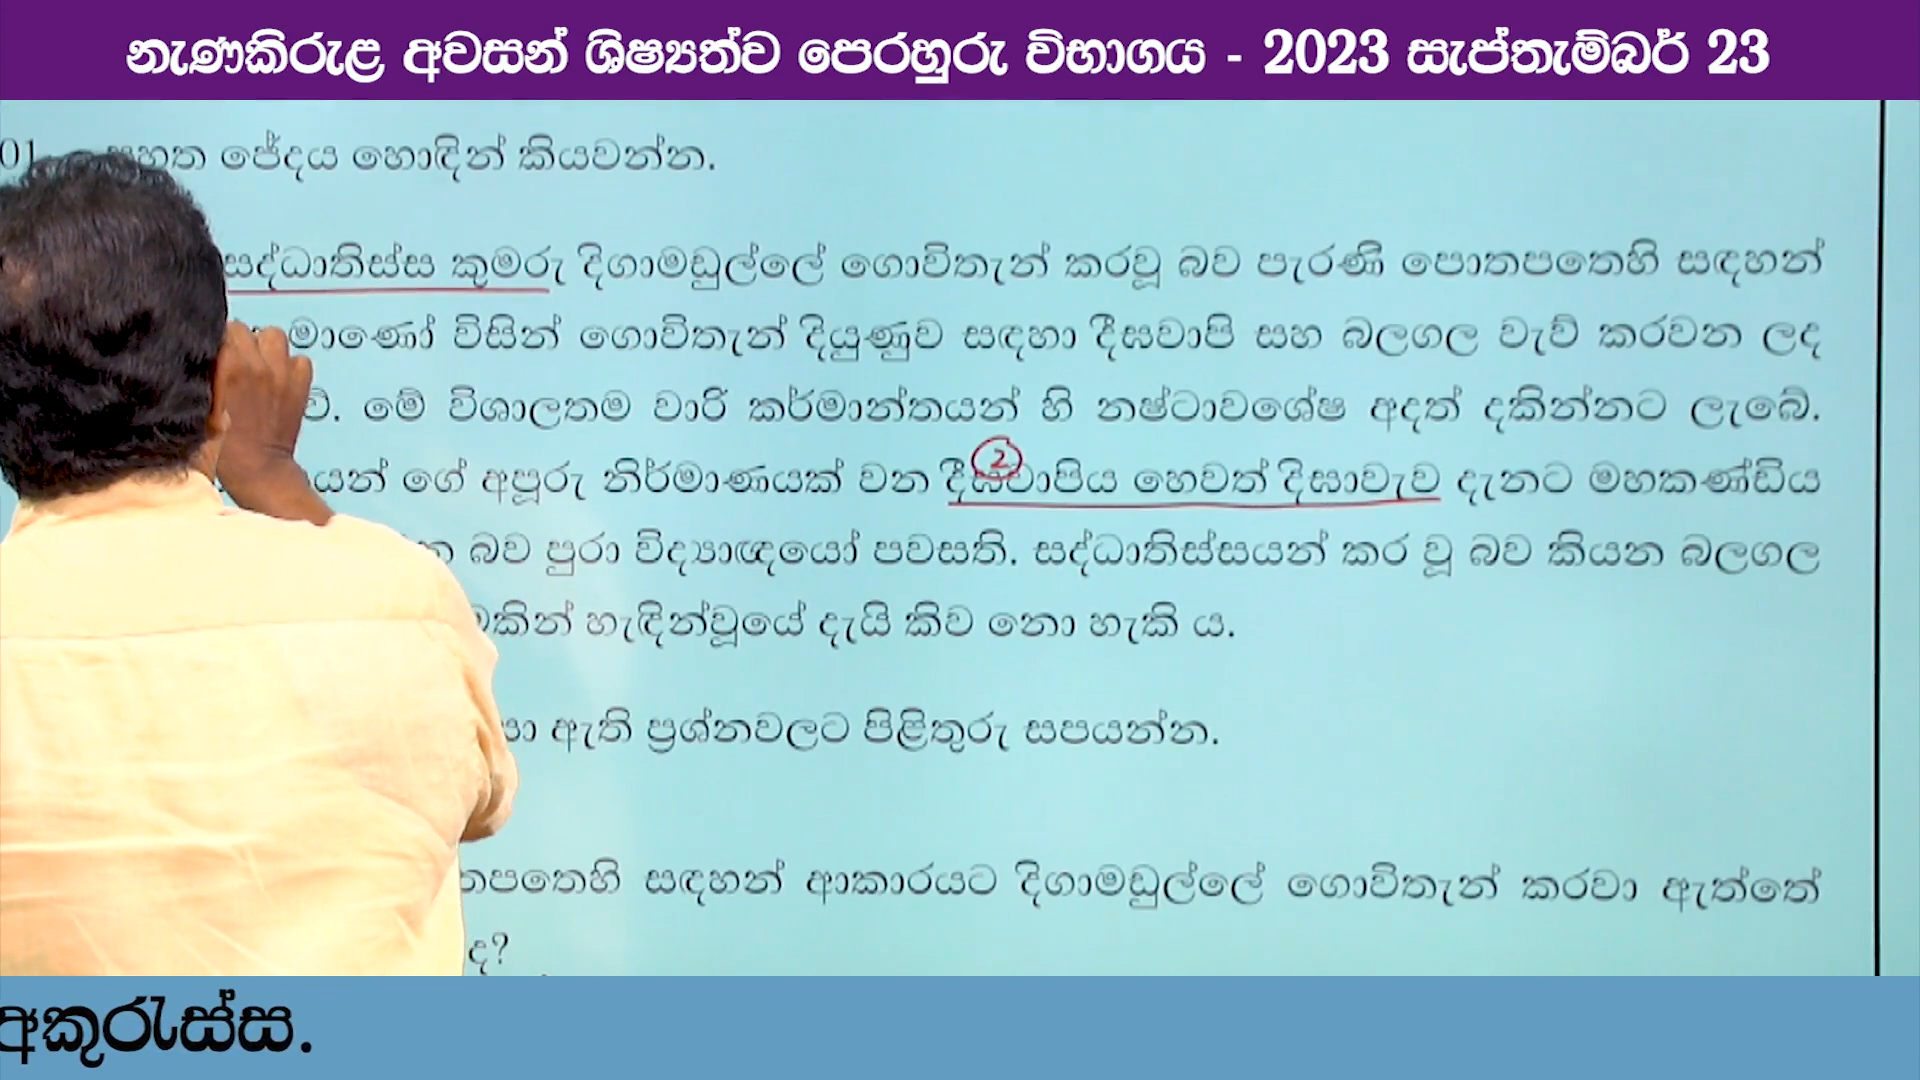 නැණකිරුළ අවසන් ශිෂ්‍යත්ව පෙරහුරු විභාගය - 2023 සැප්තැම්බර් 23
01. පහත ඡේදය හොඳින් කියවන්න.
සද්ධාතිස්ස කුමරු දිගාමඩුල්ලේ ගොවිතැන් කරවූ බව පැරණි පොතපතෙහි සඳහන්
විසින් ගොවිතැන් දියුණුව සඳහා දීඝවාපි සහ බලගල වැව් කරවන ලද
මේ විශාලතම වාරි කර්මාන්තයන් හි නෂ්ටාවශේෂ අදත් දකින්නට ලැබේ.
ගේ අපූරු නිර්මාණයක් වන දීඝවාපිය හෙවත් දිඝාවැව දැනට මහකණ්ඩිය
2
බව පුරා විද්‍යාඥයෝ පවසති. සද්ධාතිස්සයන් කර වූ බව කියන බලගල
හැඳින්වූයේ දැයි කිව නො හැකි ය.
ඇති ප්‍රශ්නවලට පිළිතුරු සපයන්න.
සඳහන් ආකාරයට දිගාමඩුල්ලේ ගොවිතැන් කරවා ඇත්තේ
ද?
අකුරැස්ස.